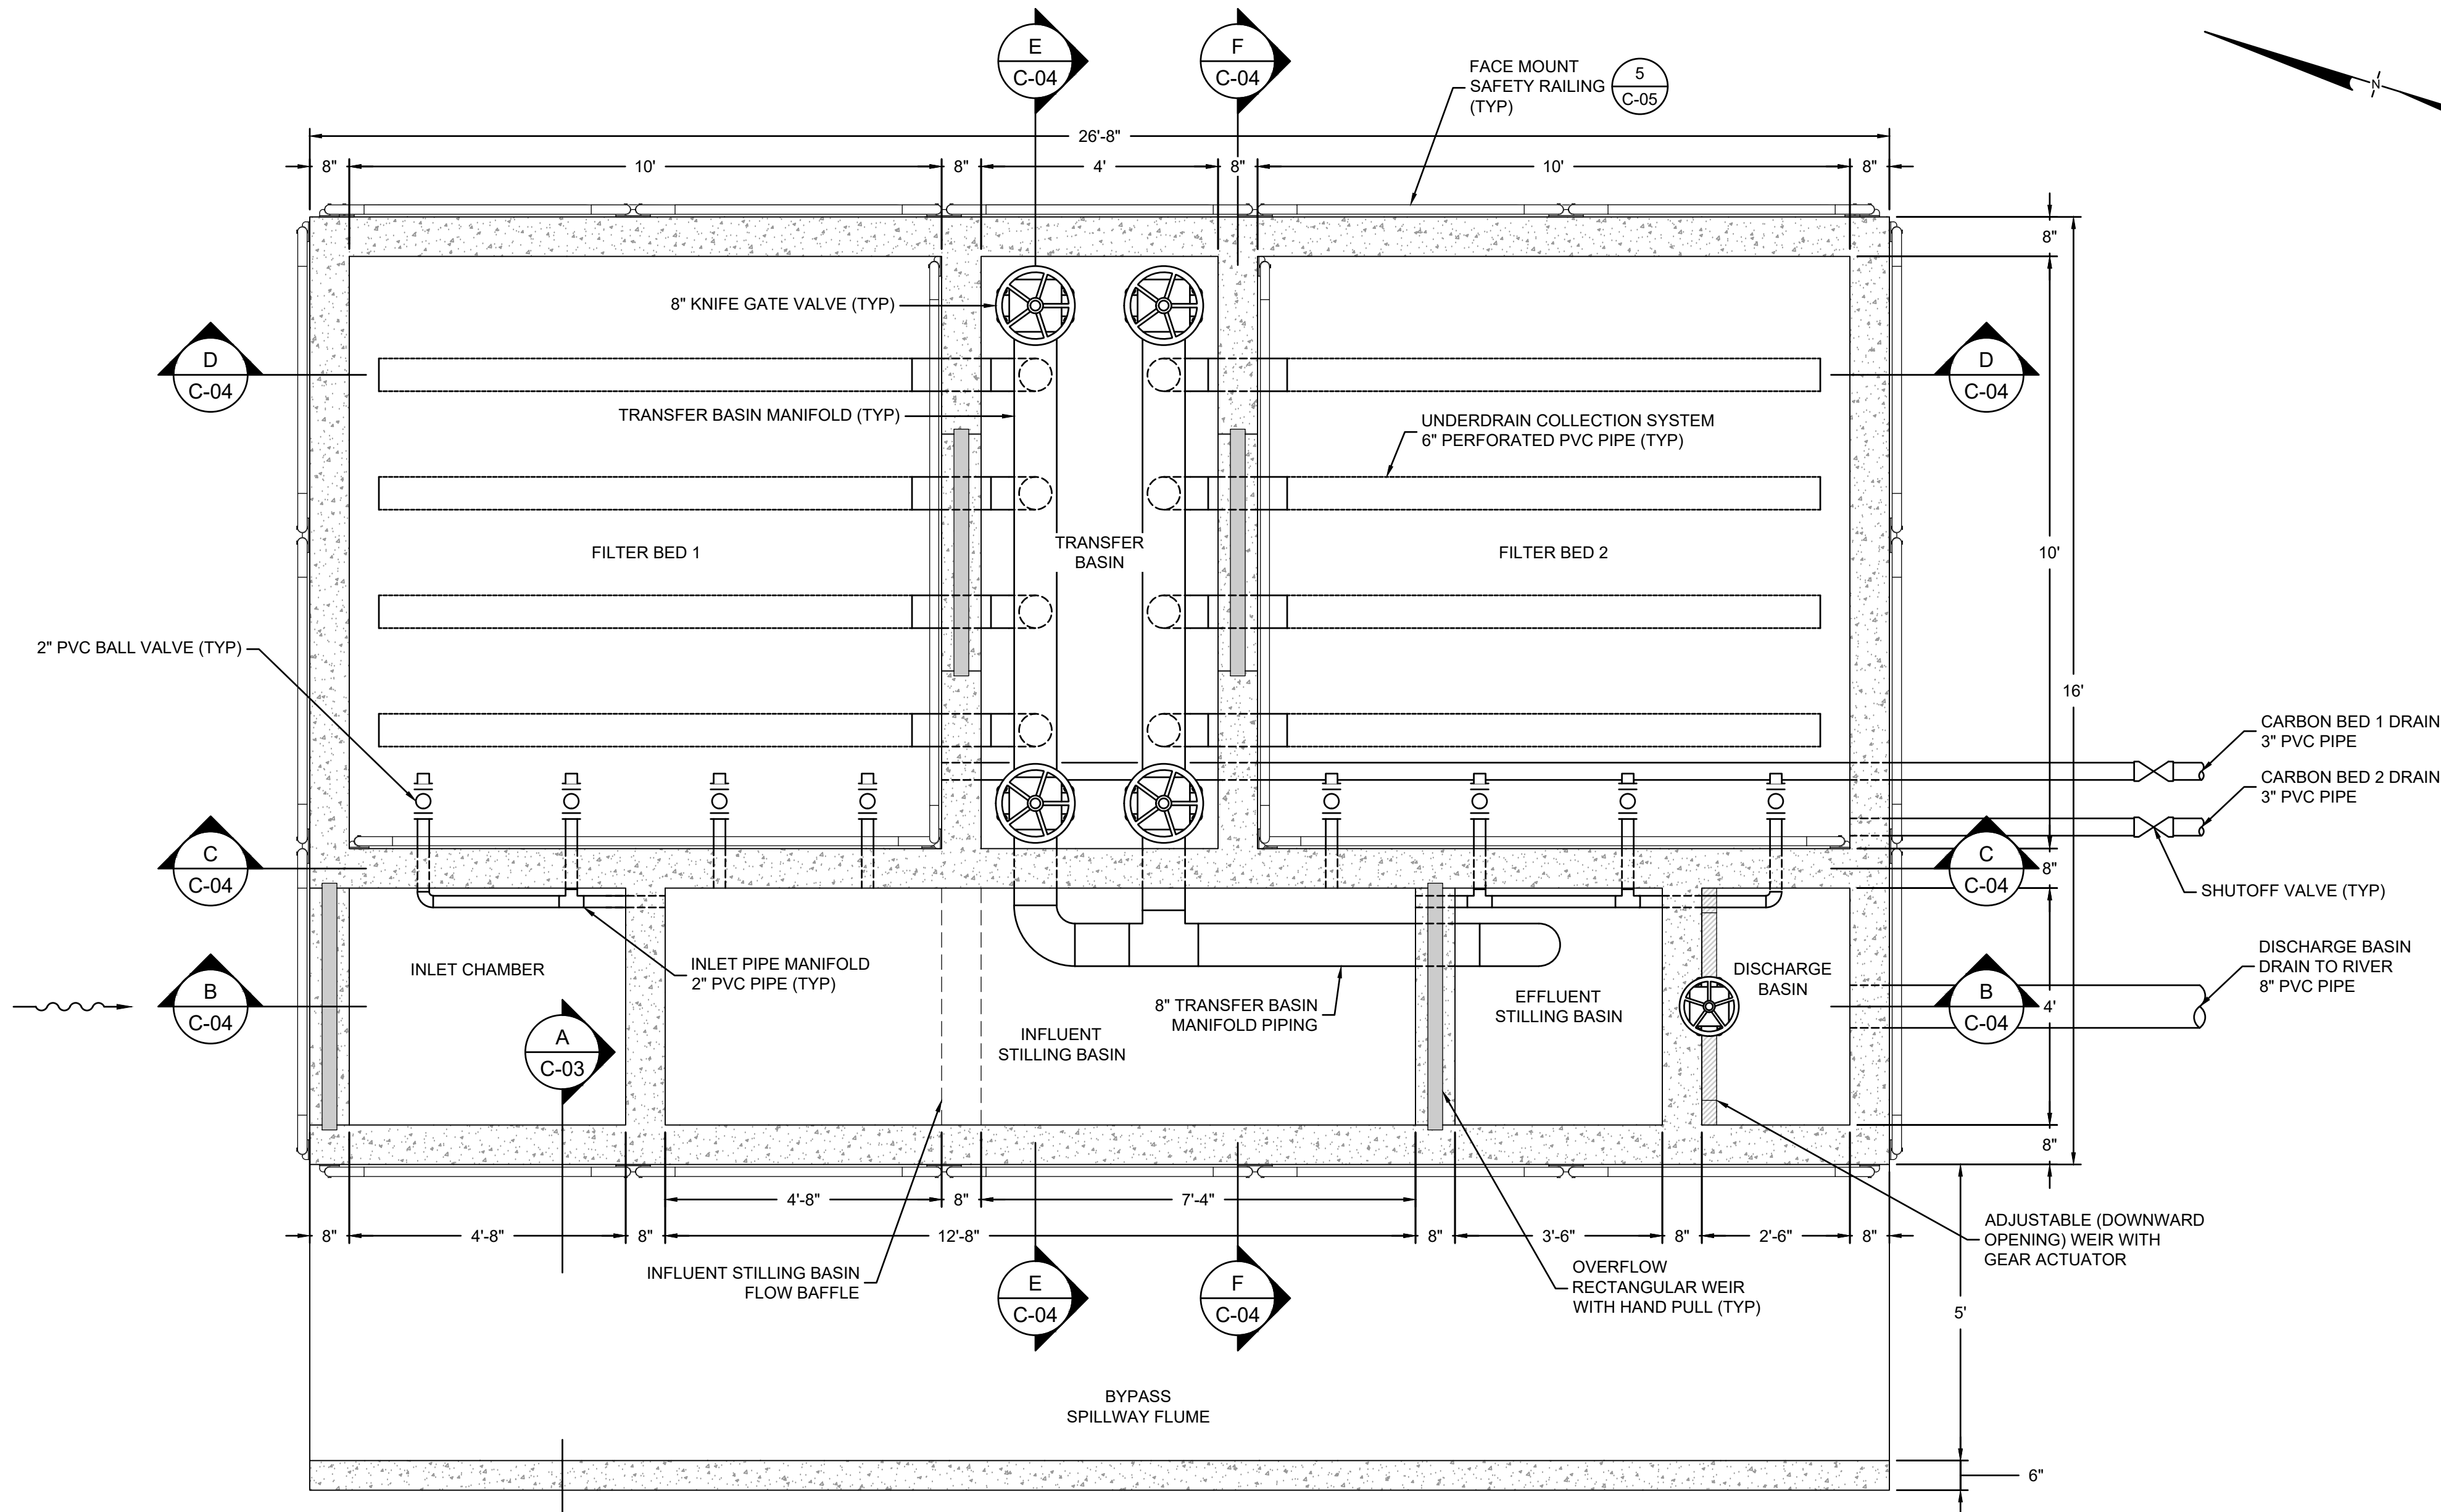 E
C-04
F
C-04
FACE MOUNT
SAFETY RAILING
(TYP)
5
C-05
N
26'-8"
8"
10'
8"
4'
8"
10'
8"
8"
8" KNIFE GATE VALVE (TYP)
D
C-04
D
C-04
TRANSFER BASIN MANIFOLD (TYP)
UNDERDRAIN COLLECTION SYSTEM
6" PERFORATED PVC PIPE (TYP)
FILTER BED 1
TRANSFER
BASIN
FILTER BED 2
10'
2" PVC BALL VALVE (TYP)
16'
CARBON BED 1 DRAIN
3" PVC PIPE
CARBON BED 2 DRAIN
3" PVC PIPE
C
C-04
C
C-04
8"
SHUTOFF VALVE (TYP)
INLET CHAMBER
INLET PIPE MANIFOLD
2" PVC PIPE (TYP)
DISCHARGE
BASIN
DISCHARGE BASIN
DRAIN TO RIVER
8" PVC PIPE
B
C-04
8" TRANSFER BASIN
MANIFOLD PIPING
EFFLUENT
STILLING BASIN
B
C-04
4'
A
C-03
INFLUENT
STILLING BASIN
8"
4'-8"
8"
7'-4"
8"
4'-8"
8"
12'-8"
8"
3'-6"
8"
2'-6"
8"
ADJUSTABLE (DOWNWARD
OPENING) WEIR WITH
GEAR ACTUATOR
INFLUENT STILLING BASIN
FLOW BAFFLE
E
C-04
F
C-04
OVERFLOW
RECTANGULAR WEIR
WITH HAND PULL (TYP)
5'
BYPASS
SPILLWAY FLUME
6"